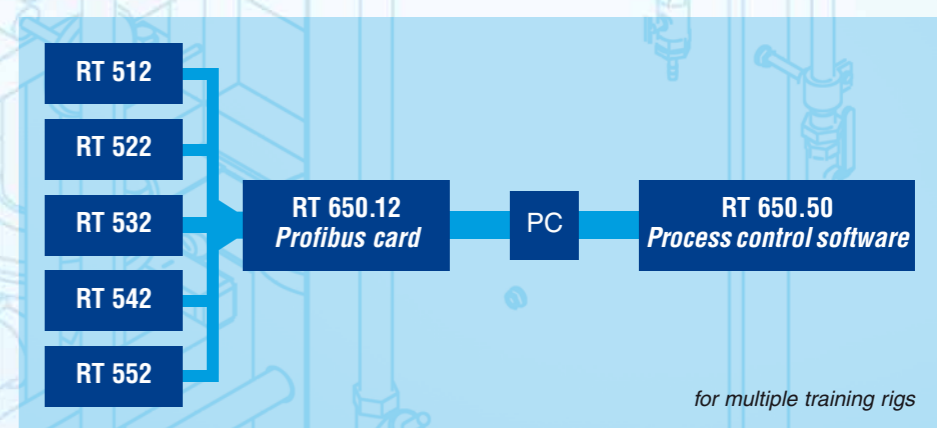 RT 512
RT 522
RT 532
RT 542
RT 552
RT 650.12
Profibus card
PC
RT 650.50
Process control software
for multiple training rigs